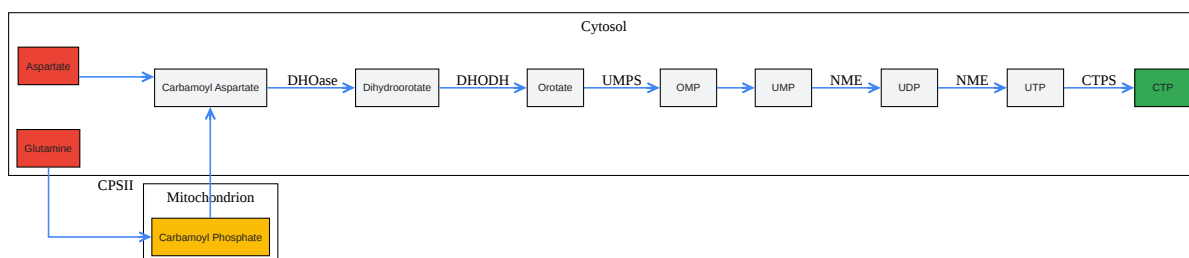 Cytosol
Aspartate
Carbamoyl Aspartate
DHOase
Dihydroorotate
DHODH
Orotate
UMPS
OMP
UMP
NME
UDP
NME
UTP
CTPS
CTP
Glutamine
CPSII
Mitochondrion
Carbamoyl Phosphate